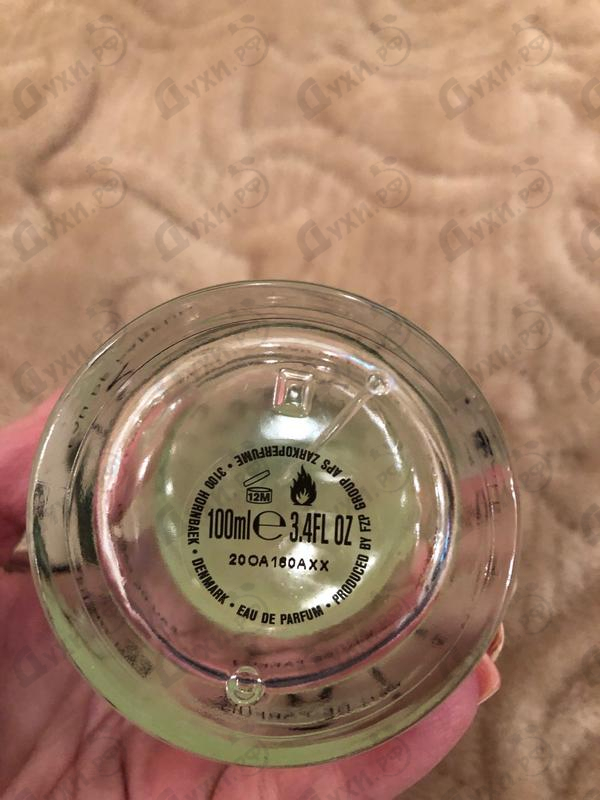 12M
100ml e 3.4FL OZ
20OA160AXX
PRODUCED BY FZP GROUP APS ZARKOPERFUME • 3100 HORNBAEK • DENMARK • EAU DE PARFUM •
Духи.рф